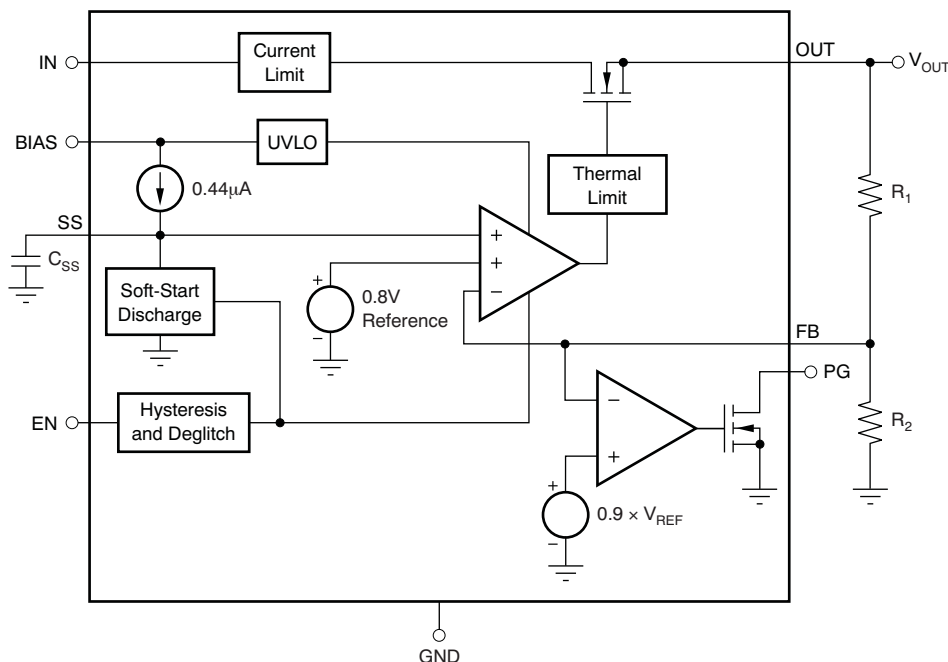 IN
Current
Limit
OUT
V_OUT
BIAS
UVLO
0.44μA
Thermal
Limit
R_1
SS
C_SS
+
+
−
Soft-Start
Discharge
+
−
0.8V
Reference
FB
PG
EN
Hysteresis
and Deglitch
−
+
R_2
+
−
0.9 × V_REF
GND